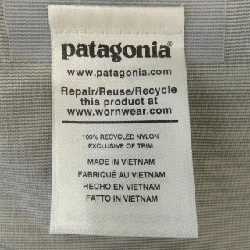 patagonia®
www.patagonia.com
Repair/Reuse/Recycle
this product at
www.wornwear.com
100% RECYCLED NYLON
EXCLUSIVE OF TRIM
MADE IN VIETNAM
FABRIQUÉ AU VIETNAM
HECHO EN VIETNAM
FATTO IN VIETNAM